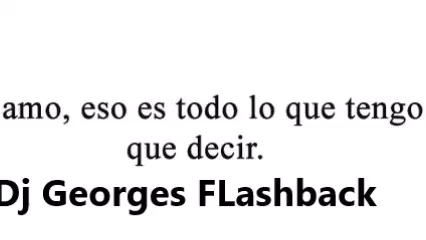 amo, eso es todo lo que tengo
que decir.
Dj Georges FLashback